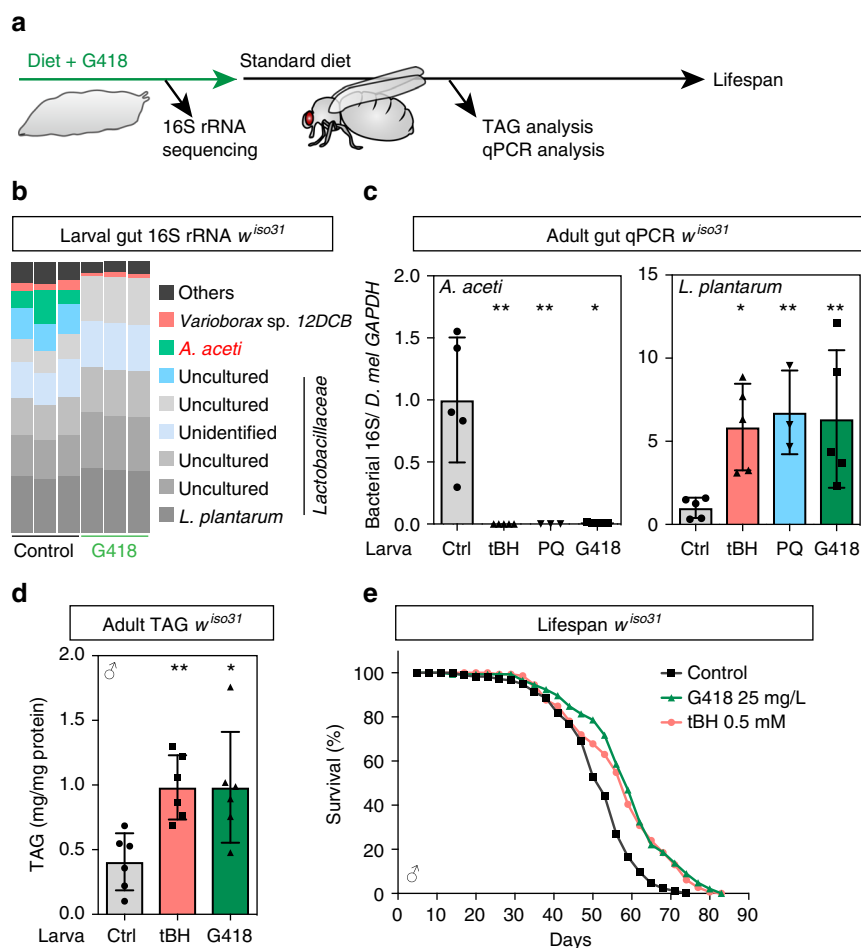 a
Diet + G418
Standard diet
Lifespan
16S rRNA
sequencing
TAG analysis
qPCR analysis
b
Larval gut 16S rRNA w^iso31
Others
Varioborax sp. 12DCB
A. aceti
Uncultured
Uncultured
Unidentified
Uncultured
Uncultured
L. plantarum
Lactobacillaceae
Control
G418
c
Adult gut qPCR w^iso31
Bacterial 16S/ D. mel GAPDH
2.0
1.5
1.0
0.5
0.0
A. aceti
** ** *
Larva Ctrl tBH PQ G418
15
10
5
0
L. plantarum
* ** **
Ctrl tBH PQ G418
d
Adult TAG w^iso31
TAG (mg/mg protein)
2.0
1.5
1.0
0.5
0.0
♂
** *
Larva Ctrl tBH G418
e
Lifespan w^iso31
Survival (%)
100
80
60
40
20
0
Control
G418 25 mg/L
tBH 0.5 mM
♂
0 10 20 30 40 50 60 70 80 90
Days